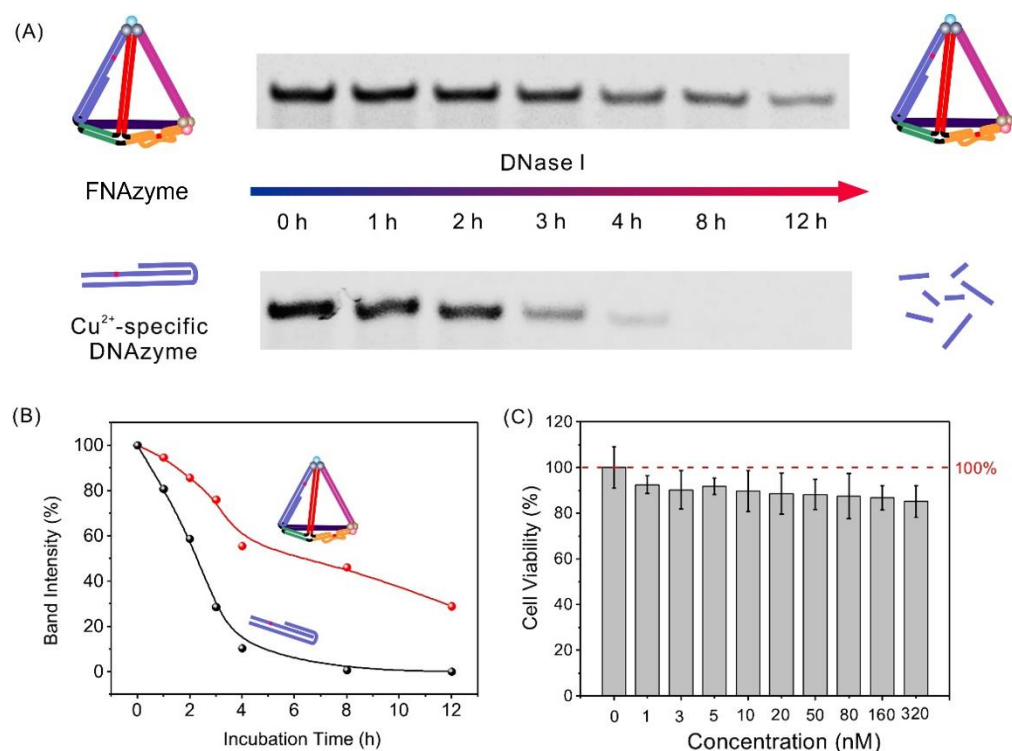 (A)
FNAzyme
DNase I
0 h 1 h 2 h 3 h 4 h 8 h 12 h
Cu²⁺-specific
DNAzyme
(B)
Band Intensity (%)
100
80
60
40
20
0
0 2 4 6 8 10 12
Incubation Time (h)
(C)
Cell Viability (%)
120
100
80
60
40
20
0
100%
0 1 3 5 10 20 50 80 160 320
Concentration (nM)